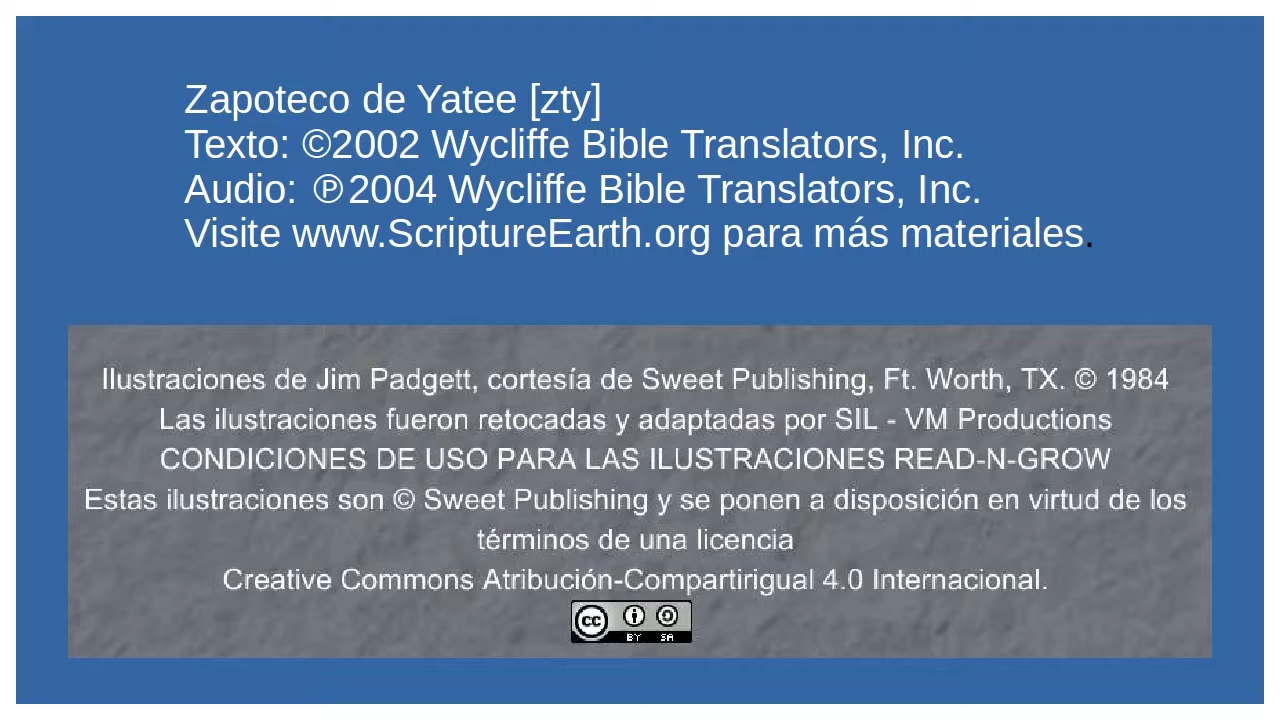 Zapoteco de Yatee [zty]
Texto: ©2002 Wycliffe Bible Translators, Inc.
Audio: ℗2004 Wycliffe Bible Translators, Inc.
Visite www.ScriptureEarth.org para más materiales.
Ilustraciones de Jim Padgett, cortesía de Sweet Publishing, Ft. Worth, TX. © 1984
Las ilustraciones fueron retocadas y adaptadas por SIL - VM Productions
CONDICIONES DE USO PARA LAS ILUSTRACIONES READ-N-GROW
Estas ilustraciones son © Sweet Publishing y se ponen a disposición en virtud de los
términos de una licencia
Creative Commons Atribución-Compartirigual 4.0 Internacional.
cc BY SA